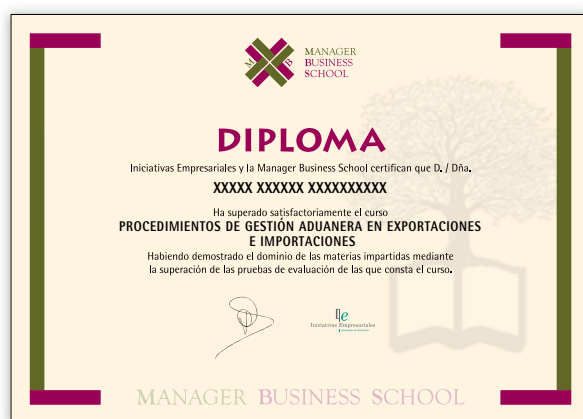 M B
MANAGER
BUSINESS
SCHOOL
DIPLOMA
Iniciativas Empresariales y la Manager Business School certifican que D. / Dña.
XXXXX XXXXXX XXXXXXXXXX
Ha superado satisfactoriamente el curso
PROCEDIMIENTOS DE GESTIÓN ADUANERA EN EXPORTACIONES
E IMPORTACIONES
Habiendo demostrado el dominio de las materias impartidas mediante
la superación de las pruebas de evaluación de las que consta el curso.
Iniciativas Empresariales
MANAGER BUSINESS SCHOOL